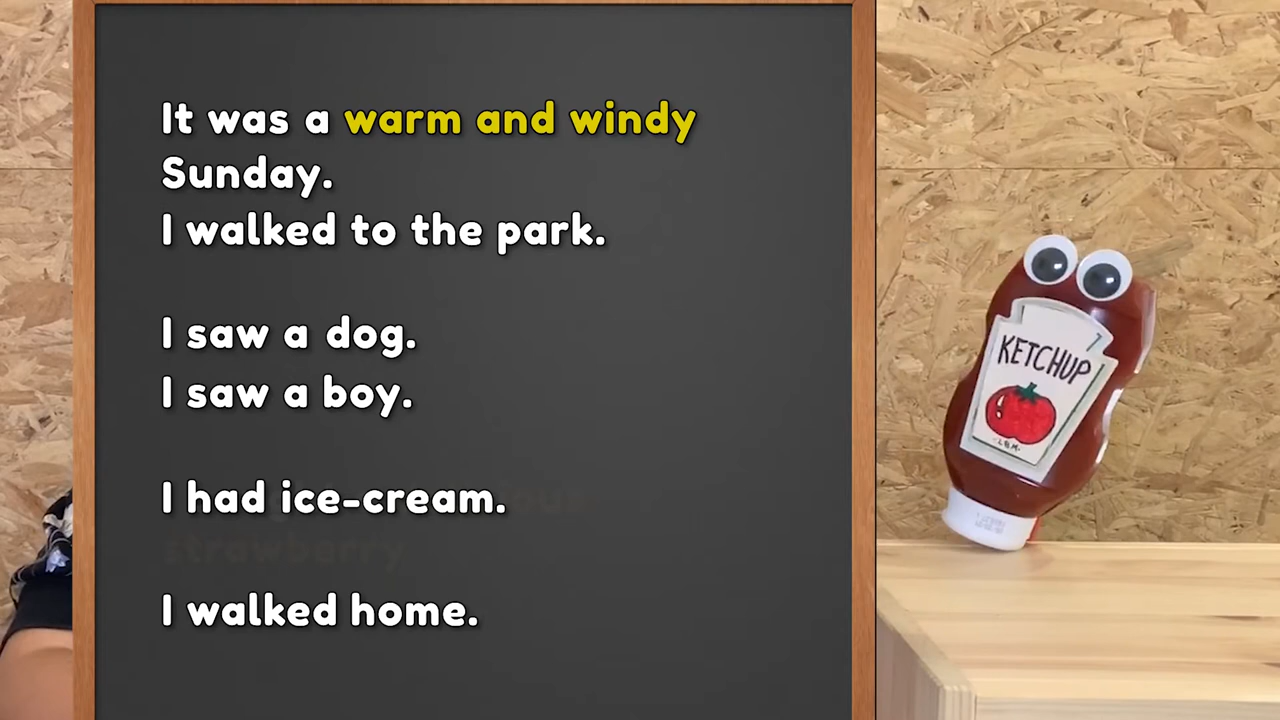 It was a warm and windy
Sunday.
I walked to the park.
I saw a dog.
I saw a boy.
I had ice-cream.
strawbarry
I walked home.
KETCHUP